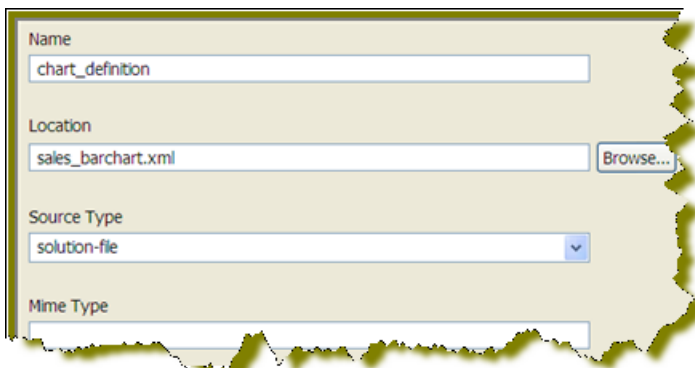 Name
chart_definition
Location
sales_barchart.xml
Browse...
Source Type
solution-file
Mime Type